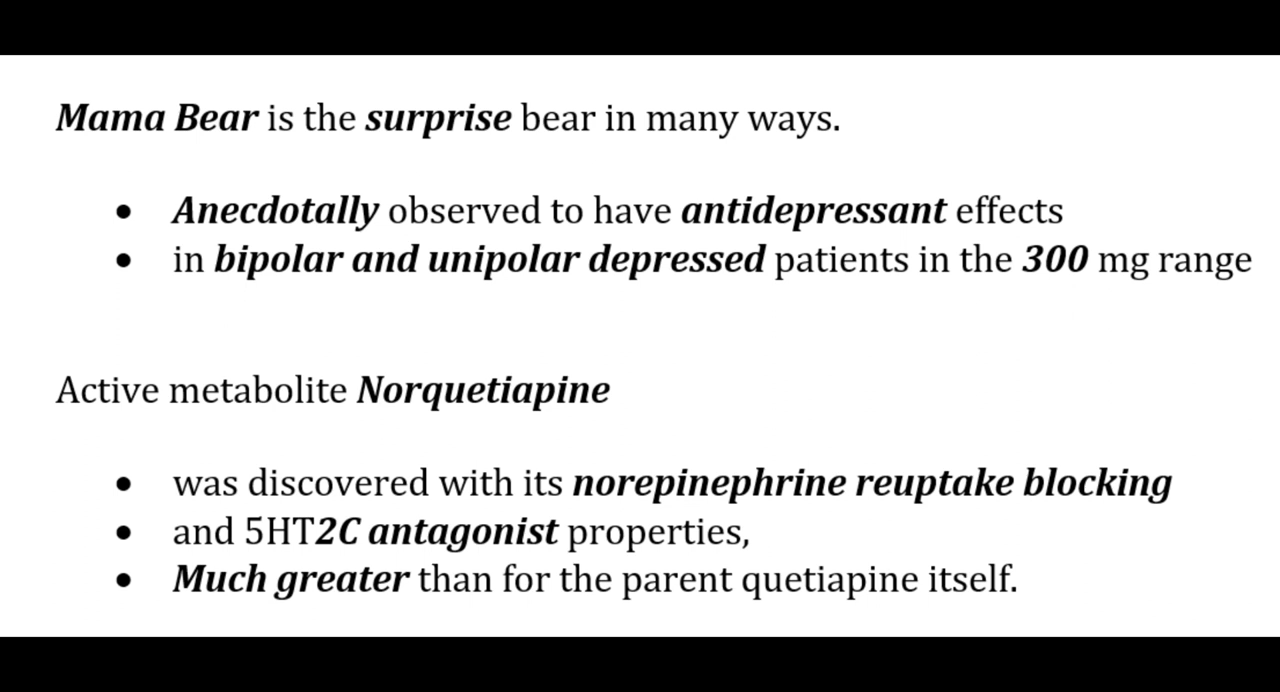 Mama Bear is the surprise bear in many ways.
• Anecdotally observed to have antidepressant effects
• in bipolar and unipolar depressed patients in the 300 mg range
Active metabolite Norquetiapine
• was discovered with its norepinephrine reuptake blocking
• and 5HT2C antagonist properties,
• Much greater than for the parent quetiapine itself.